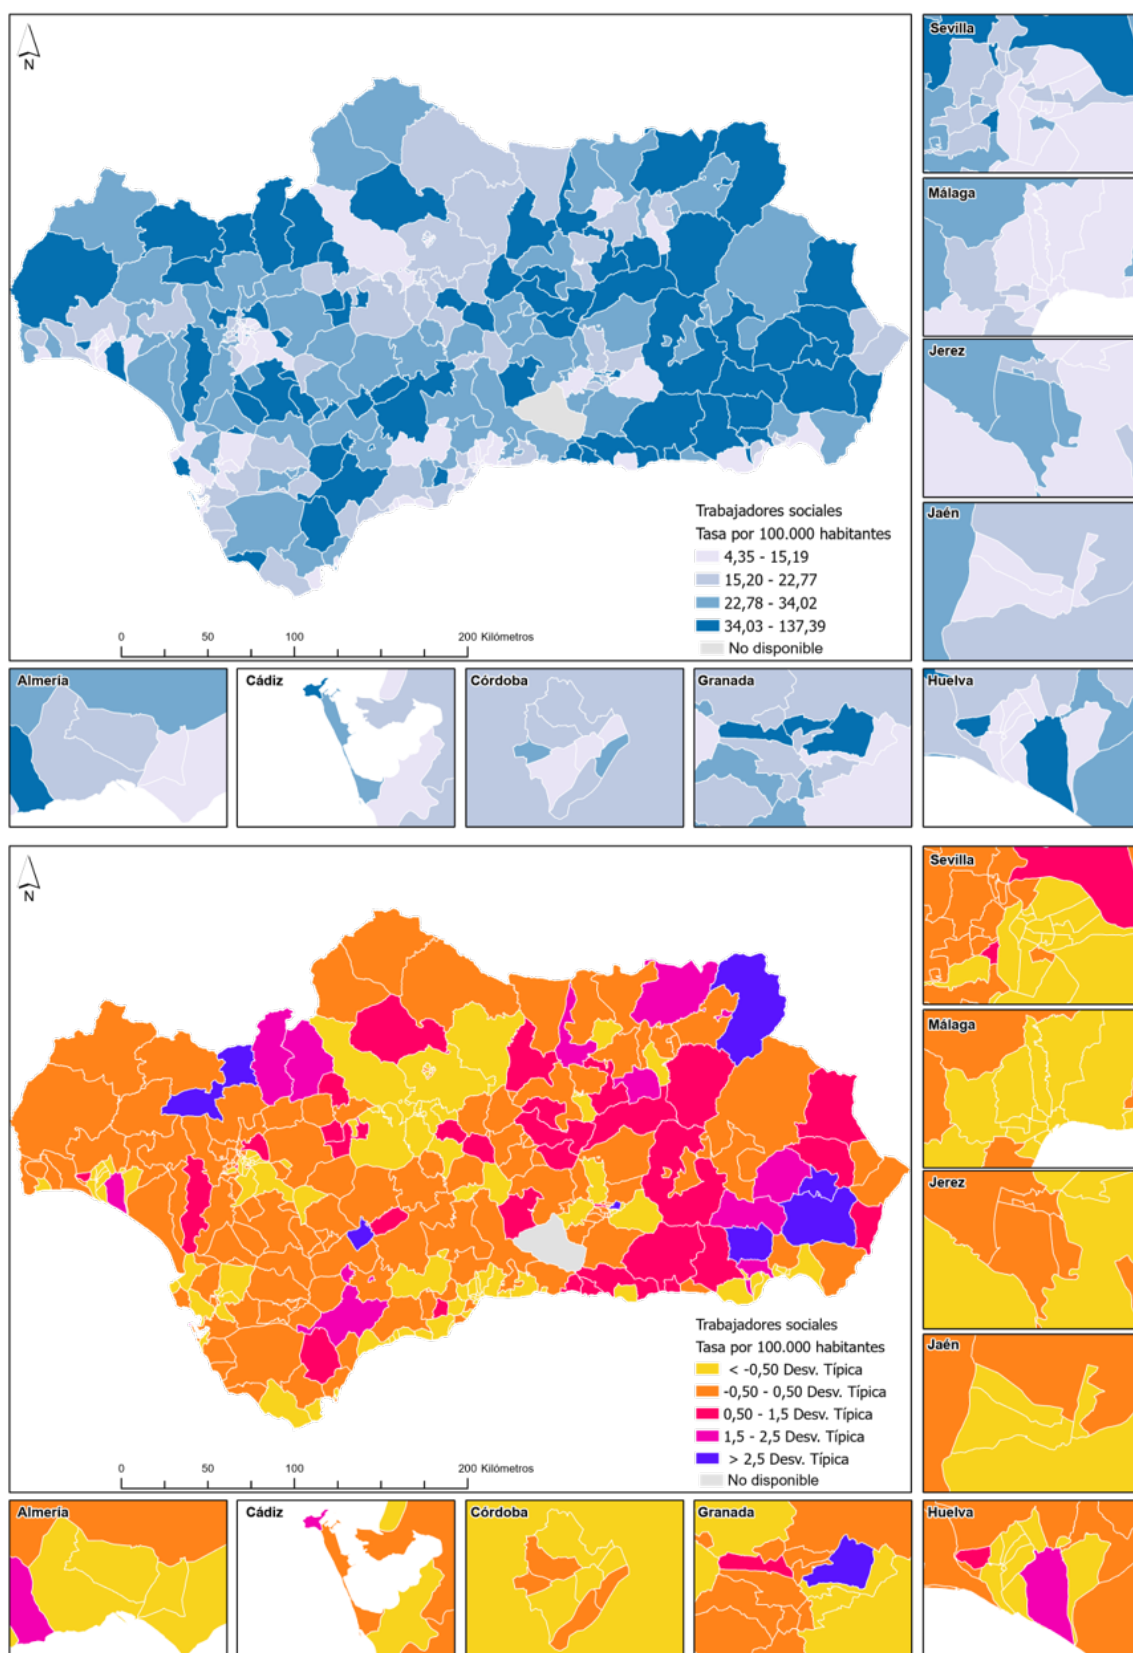 N
Sevilla
Málaga
Jerez
Jaén
Trabajadores sociales
Tasa por 100.000 habitantes
4,35 - 15,19
15,20 - 22,77
22,78 - 34,02
34,03 - 137,39
No disponible
0 50 100 200 Kilómetros
Almería
Cádiz
Córdoba
Granada
Huelva
N
Sevilla
Málaga
Jerez
Jaén
Trabajadores sociales
Tasa por 100.000 habitantes
< -0,50 Desv. Típica
-0,50 - 0,50 Desv. Típica
0,50 - 1,5 Desv. Típica
1,5 - 2,5 Desv. Típica
> 2,5 Desv. Típica
No disponible
0 50 100 200 Kilómetros
Almería
Cádiz
Córdoba
Granada
Huelva